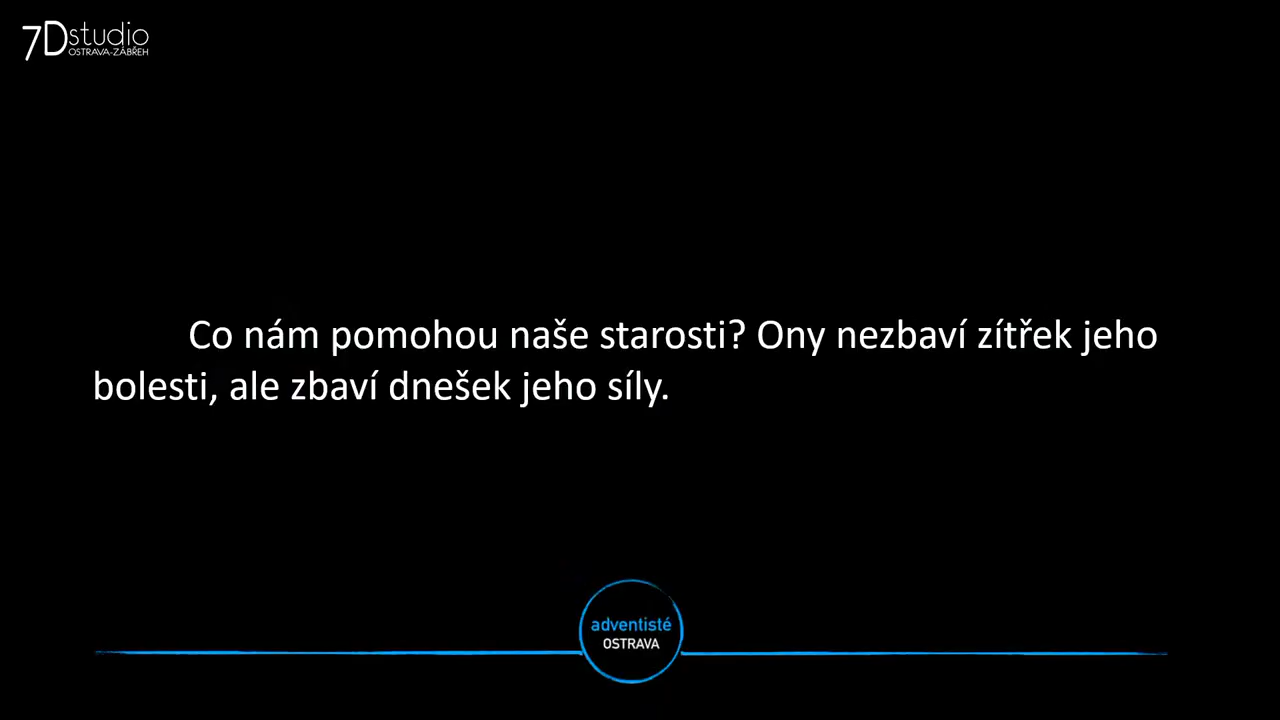 7Dstudio
OSTRAVA-ZÁBŘEH
Co nám pomohou naše starosti? Ony nezbaví zítřek jeho
bolesti, ale zbaví dnešek jeho síly.
adventisté
OSTRAVA